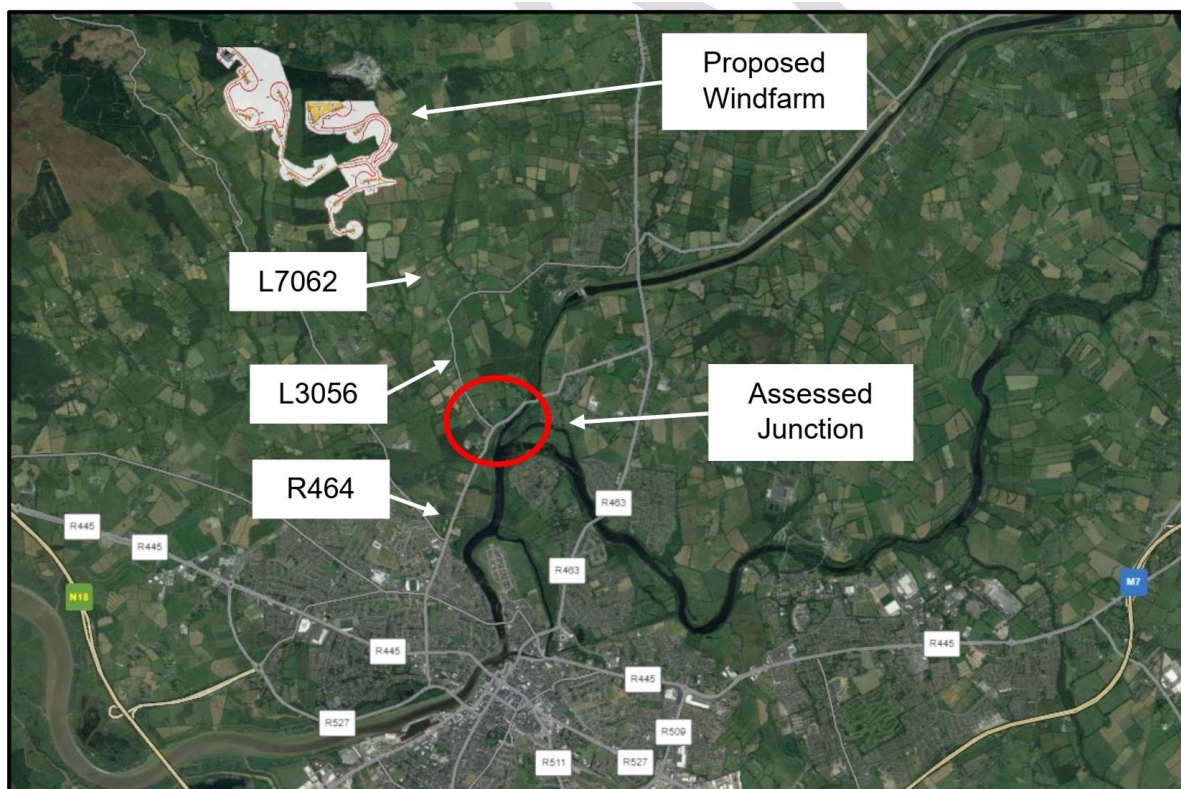 Proposed
Windfarm
L7062
L3056
Assessed
Junction
R464
R463
R445
R445
N18
R463
M7
R445
R445
R445
R527
R509
R511
R527